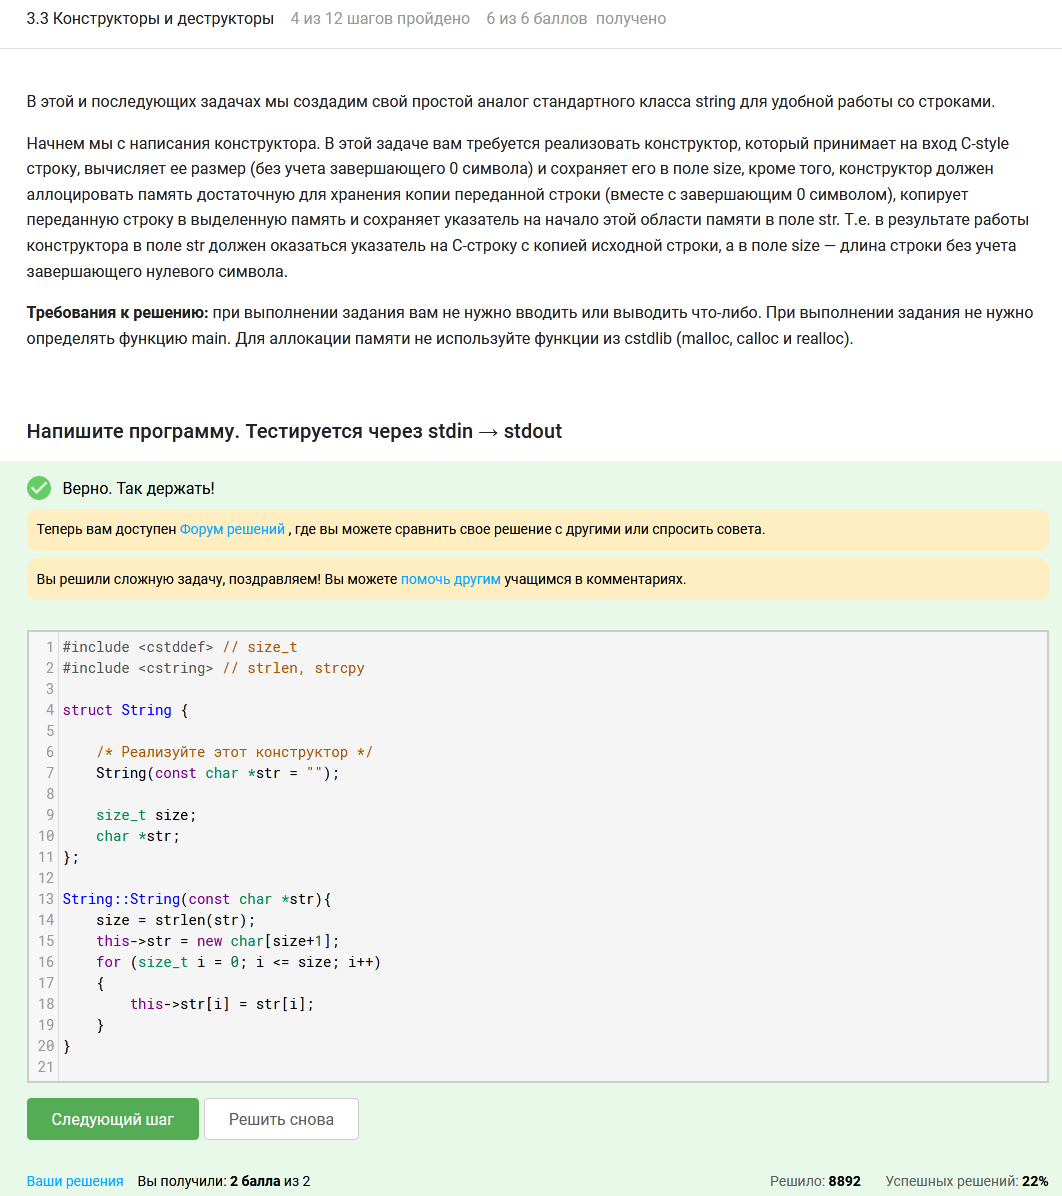 3.3 Конструкторы и деструкторы 4 из 12 шагов пройдено 6 из 6 баллов получено
В этой и последующих задачах мы создадим свой простой аналог стандартного класса string для удобной работы со строками.
Начнем мы с написания конструктора. В этой задаче вам требуется реализовать конструктор, который принимает на вход C-style
строку, вычисляет ее размер (без учета завершающего 0 символа) и сохраняет его в поле size, кроме того, конструктор должен
аллоцировать память достаточную для хранения копии переданной строки (вместе с завершающим 0 символом), копирует
переданную строку в выделенную память и сохраняет указатель на начало этой области памяти в поле str. Т.е. в результате работы
конструктора в поле str должен оказаться указатель на C-строку с копией исходной строки, а в поле size — длина строки без учета
завершающего нулевого символа.
Требования к решению: при выполнении задания вам не нужно вводить или выводить что-либо. При выполнении задания не нужно
определять функцию main. Для аллокации памяти не используйте функции из cstdlib (malloc, calloc и realloc).
Напишите программу. Тестируется через stdin → stdout
Верно. Так держать!
Теперь вам доступен Форум решений , где вы можете сравнить свое решение с другими или спросить совета.
Вы решили сложную задачу, поздравляем! Вы можете помочь другим учащимся в комментариях.
1 #include <cstddef> // size_t
2 #include <cstring> // strlen, strcpy
3
4 struct String {
5
6     /* Реализуйте этот конструктор */
7     String(const char *str = "");
8
9     size_t size;
10     char *str;
11 };
12
13 String::String(const char *str){
14     size = strlen(str);
15     this->str = new char[size+1];
16     for (size_t i = 0; i <= size; i++)
17     {
18         this->str[i] = str[i];
19     }
20 }
21
Следующий шаг Решить снова
Ваши решения Вы получили: 2 балла из 2 Решило: 8892 Успешных решений: 22%